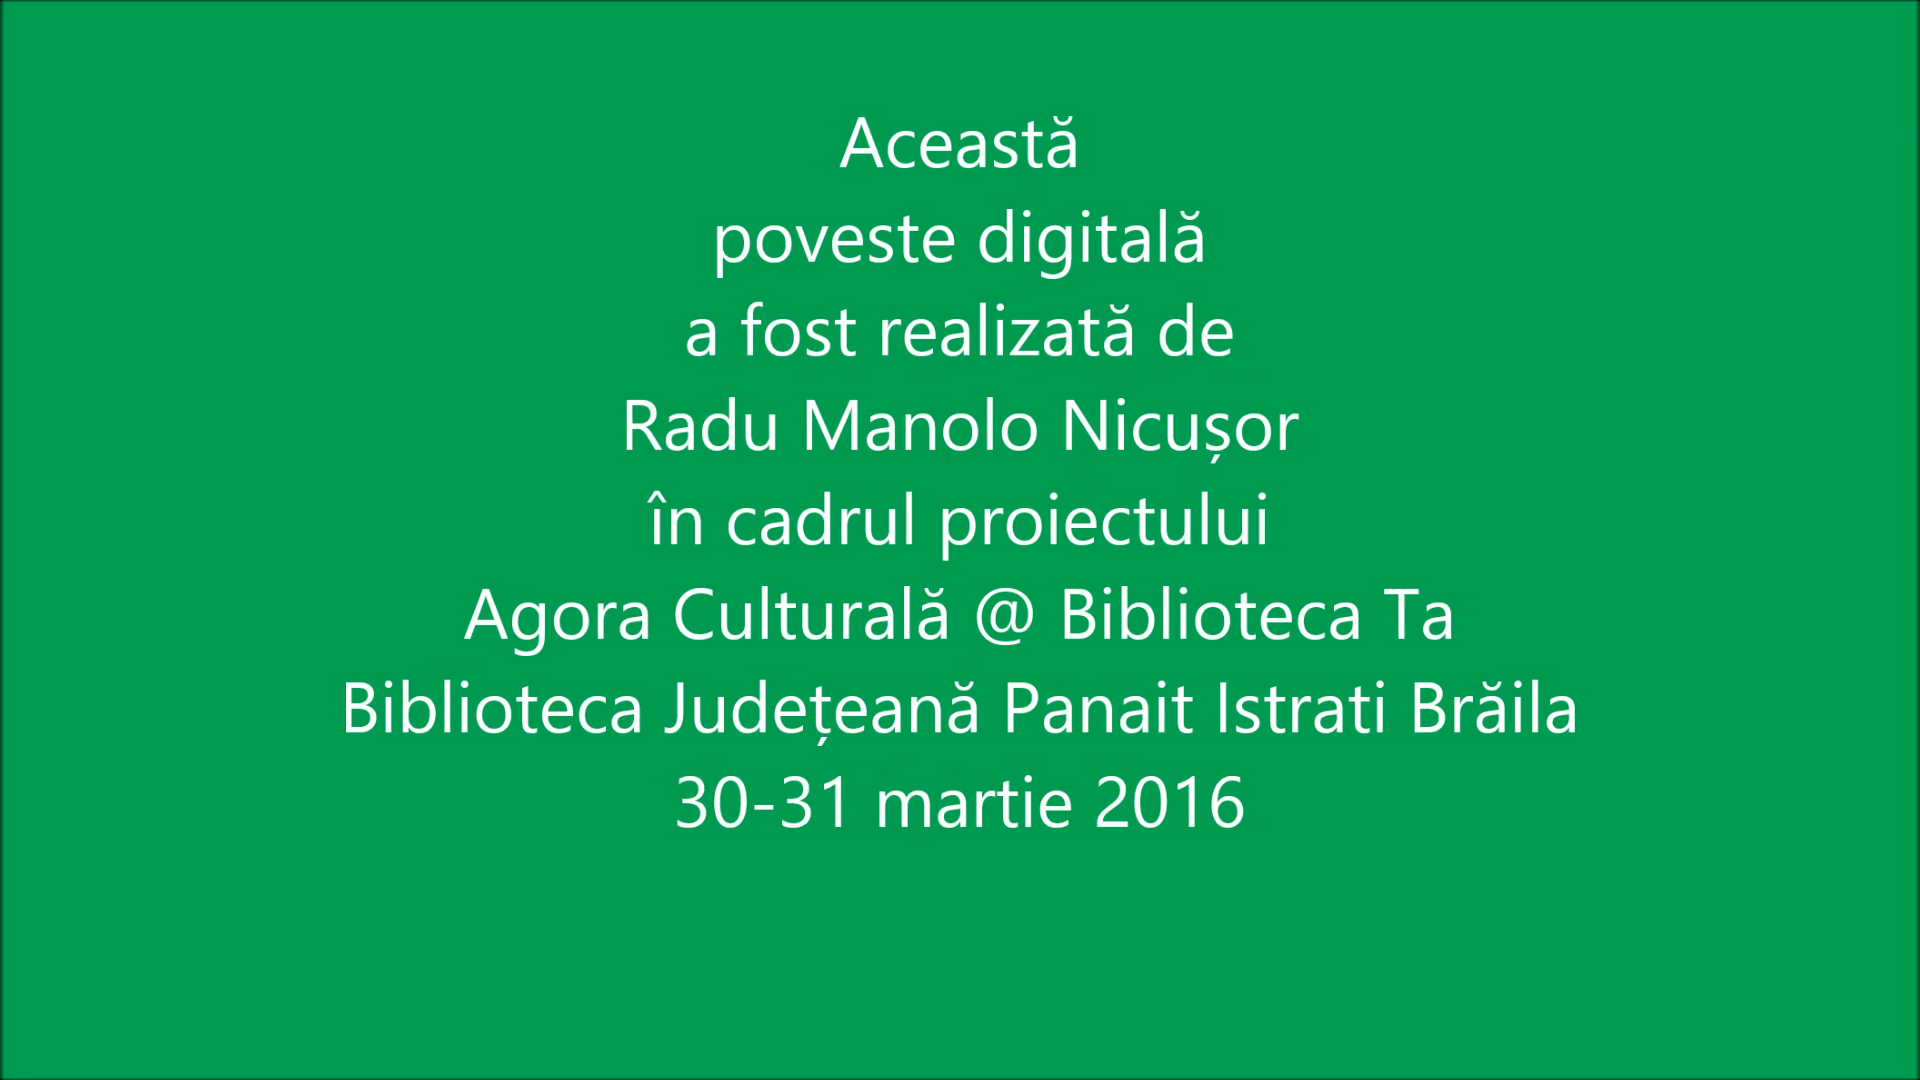 Această
poveste digitală
a fost realizată de
Radu Manolo Nicușor
în cadrul proiectului
Agora Culturală @ Biblioteca Ta
Biblioteca Județeană Panait Istrati Brăila
30-31 martie 2016